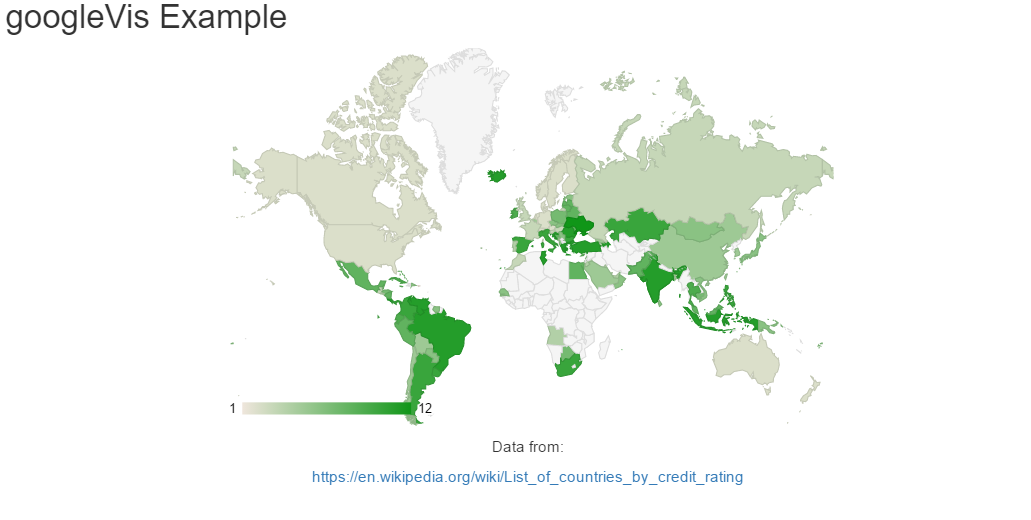 googleVis Example
1 12
Data from:
https://en.wikipedia.org/wiki/List_of_countries_by_credit_rating